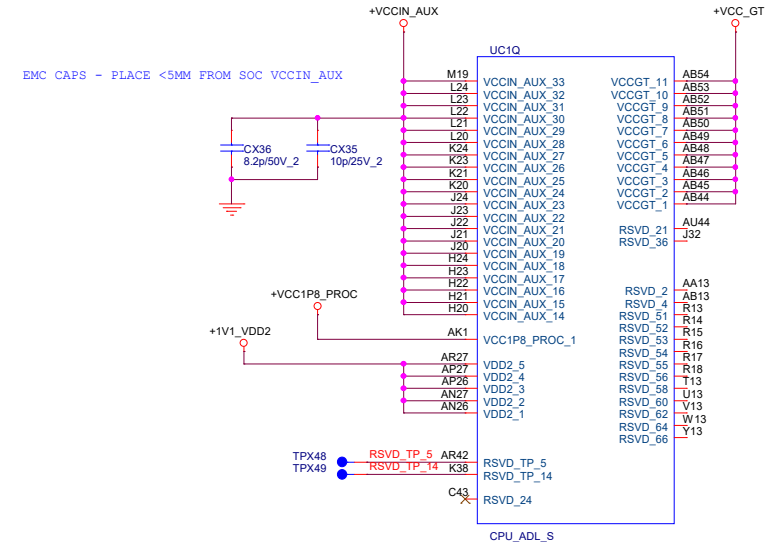 +VCCIN_AUX
+VCC_GT
UC1Q
EMC CAPS - PLACE <5MM FROM SOC VCCIN_AUX
M19 VCCIN_AUX_33 VCCGT_11 AB54
L24 VCCIN_AUX_32 VCCGT_10 AB53
L23 VCCIN_AUX_31 VCCGT_9 AB52
L22 VCCIN_AUX_30 VCCGT_8 AB51
L21 VCCIN_AUX_29 VCCGT_7 AB50
L20 VCCIN_AUX_28 VCCGT_6 AB49
K24 VCCIN_AUX_27 VCCGT_5 AB48
K23 VCCIN_AUX_26 VCCGT_4 AB47
K21 VCCIN_AUX_25 VCCGT_3 AB46
K20 VCCIN_AUX_24 VCCGT_2 AB45
J24 VCCIN_AUX_23 VCCGT_1 AB44
CX36
8.2p/50V_2
CX35
10p/25V_2
J23 VCCIN_AUX_22
J22 VCCIN_AUX_21 RSVD_21 AU44
J21 VCCIN_AUX_20 RSVD_36 J32
J20 VCCIN_AUX_19
H24 VCCIN_AUX_18
H23 VCCIN_AUX_17
H22 VCCIN_AUX_16 RSVD_2 AA13
H21 VCCIN_AUX_15 RSVD_4 AB13
H20 VCCIN_AUX_14 RSVD_51 R13
RSVD_52 R14
+VCC1P8_PROC
AK1 VCC1P8_PROC_1 RSVD_53 R15
RSVD_54 R16
+1V1_VDD2
AR27 VDD2_5 RSVD_55 R17
AP27 VDD2_4 RSVD_56 R18
AP26 VDD2_3 RSVD_58 T13
AN27 VDD2_2 RSVD_60 U13
AN26 VDD2_1 RSVD_62 V13
RSVD_64 W13
RSVD_66 Y13
TPX48 RSVD_TP_5 AR42 RSVD_TP_5
TPX49 RSVD_TP_14 K38 RSVD_TP_14
C43 RSVD_24
CPU_ADL_S